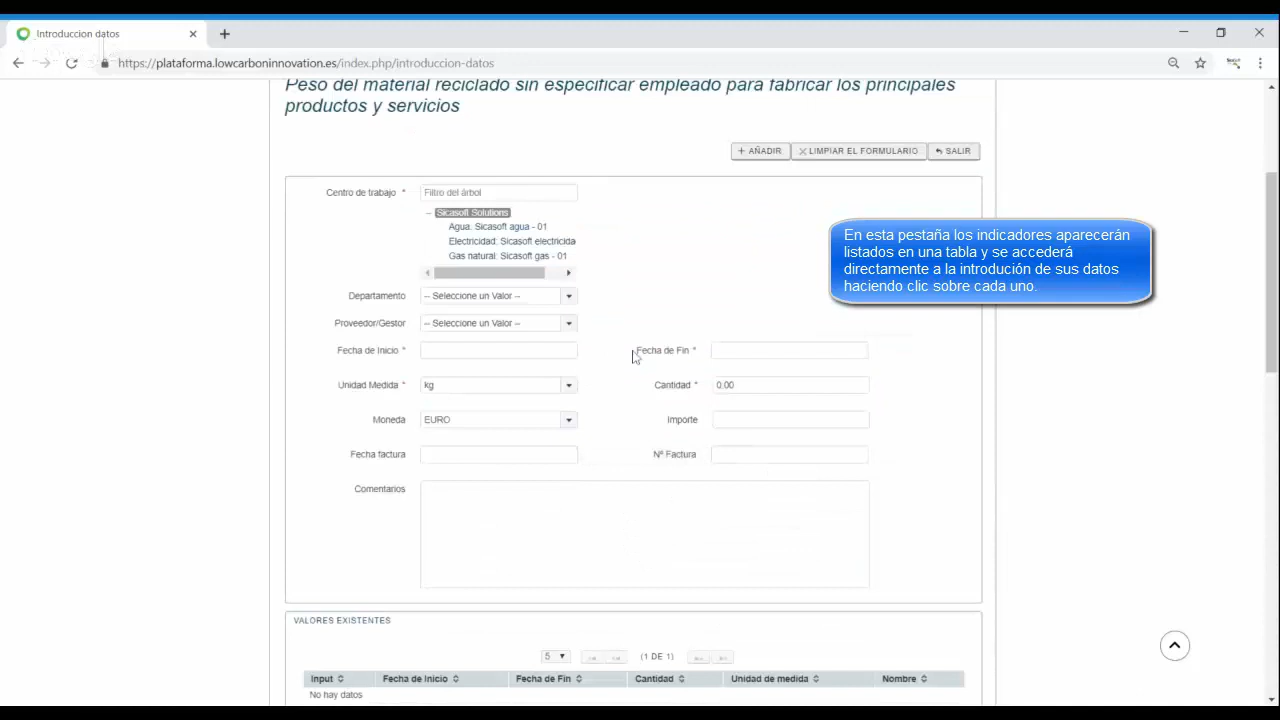 Introduccion datos
https://plataforma.lowcarboninnovation.es/index.php/introduccion-datos
Peso del material reciclado sin especificar empleado para fabricar los principales
productos y servicios
+ AÑADIR
LIMPIAR EL FORMULARIO
SALIR
Centro de trabajo *
Filtro del árbol
Sicasoft Solutions
Agua: Sicasoft agua - 01
Electricidad: Sicasoft electricida
Gas natural: Sicasoft gas - 01
En esta pestaña los indicadores aparecerán
listados en una tabla y se accederá
directamente a la introdución de sus datos
haciendo clic sobre cada uno.
Departamento
-- Seleccione un Valor --
Proveedor/Gestor
-- Seleccione un Valor --
Fecha de Inicio *
Fecha de Fin *
Unidad Medida *
kg
Cantidad *
0.00
Moneda
EURO
Importe
Fecha factura
Nº Factura
Comentarios
VALORES EXISTENTES
5
(1 DE 1)
Input
Fecha de Inicio
Fecha de Fin
Cantidad
Unidad de medida
Nombre
No hay datos